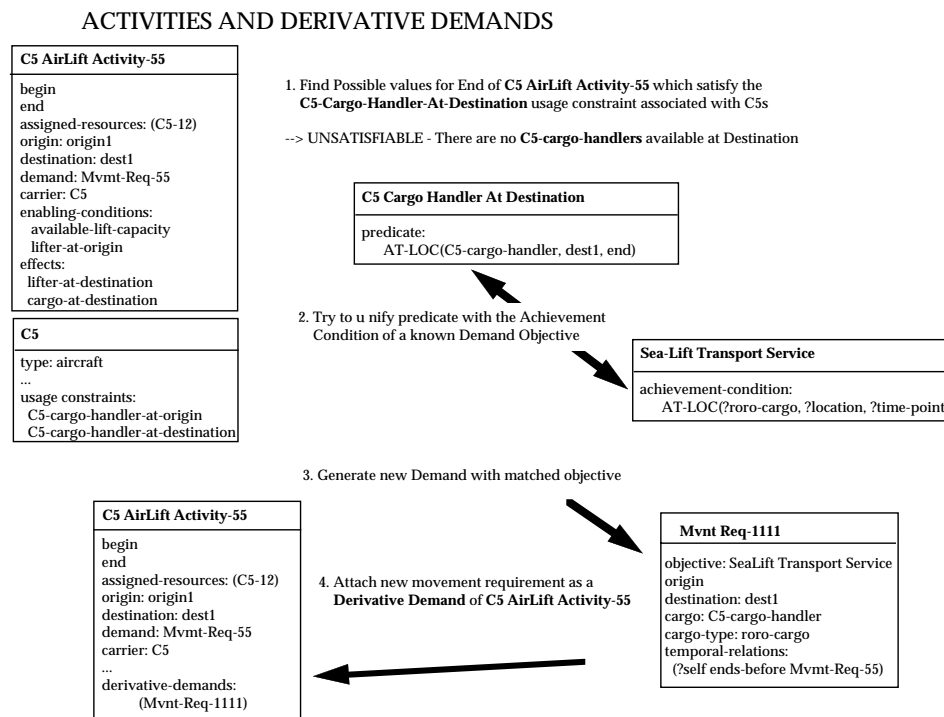 ACTIVITIES AND DERIVATIVE DEMANDS
C5 AirLift Activity-55
begin
end
assigned-resources: (C5-12)
origin: origin1
destination: dest1
demand: Mvmt-Req-55
carrier: C5
enabling-conditions:
available-lift-capacity
lifter-at-origin
effects:
lifter-at-destination
cargo-at-destination
C5
type: aircraft
...
usage constraints:
C5-cargo-handler-at-origin
C5-cargo-handler-at-destination
1. Find Possible values for End of C5 AirLift Activity-55 which satisfy the
C5-Cargo-Handler-At-Destination usage constraint associated with C5s
--> UNSATISFIABLE - There are no C5-cargo-handlers available at Destination
C5 Cargo Handler At Destination
predicate:
AT-LOC(C5-cargo-handler, dest1, end)
2. Try to u nify predicate with the Achievement
Condition of a known Demand Objective
Sea-Lift Transport Service
achievement-condition:
AT-LOC(?roro-cargo, ?location, ?time-point
3. Generate new Demand with matched objective
C5 AirLift Activity-55
begin
end
assigned-resources: (C5-12)
origin: origin1
destination: dest1
demand: Mvmt-Req-55
carrier: C5
...
derivative-demands:
(Mvnt-Req-1111)
4. Attach new movement requirement as a
Derivative Demand of C5 AirLift Activity-55
Mvnt Req-1111
objective: SeaLift Transport Service
origin
destination: dest1
cargo: C5-cargo-handler
cargo-type: roro-cargo
temporal-relations:
(?self ends-before Mvmt-Req-55)